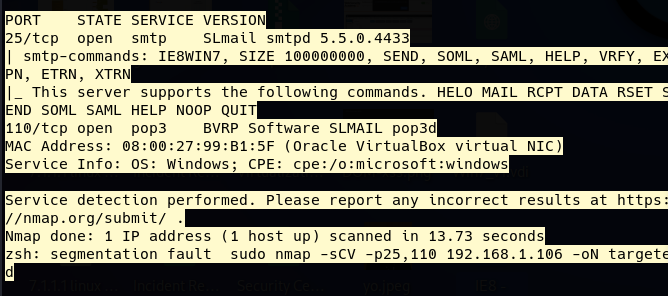 PORT    STATE SERVICE VERSION
25/tcp  open  smtp    SLmail smtpd 5.5.0.4433
| smtp-commands: IE8WIN7, SIZE 100000000, SEND, SOML, SAML, HELP, VRFY, EX
PN, ETRN, XTRN
|_ This server supports the following commands. HELO MAIL RCPT DATA RSET S
END SOML SAML HELP NOOP QUIT
110/tcp open  pop3    BVRP Software SLMAIL pop3d
MAC Address: 08:00:27:99:B1:5F (Oracle VirtualBox virtual NIC)
Service Info: OS: Windows; CPE: cpe:/o:microsoft:windows
Service detection performed. Please report any incorrect results at https:
//nmap.org/submit/ .
Nmap done: 1 IP address (1 host up) scanned in 13.73 seconds
zsh: segmentation fault  sudo nmap -sCV -p25,110 192.168.1.106 -oN targete
d